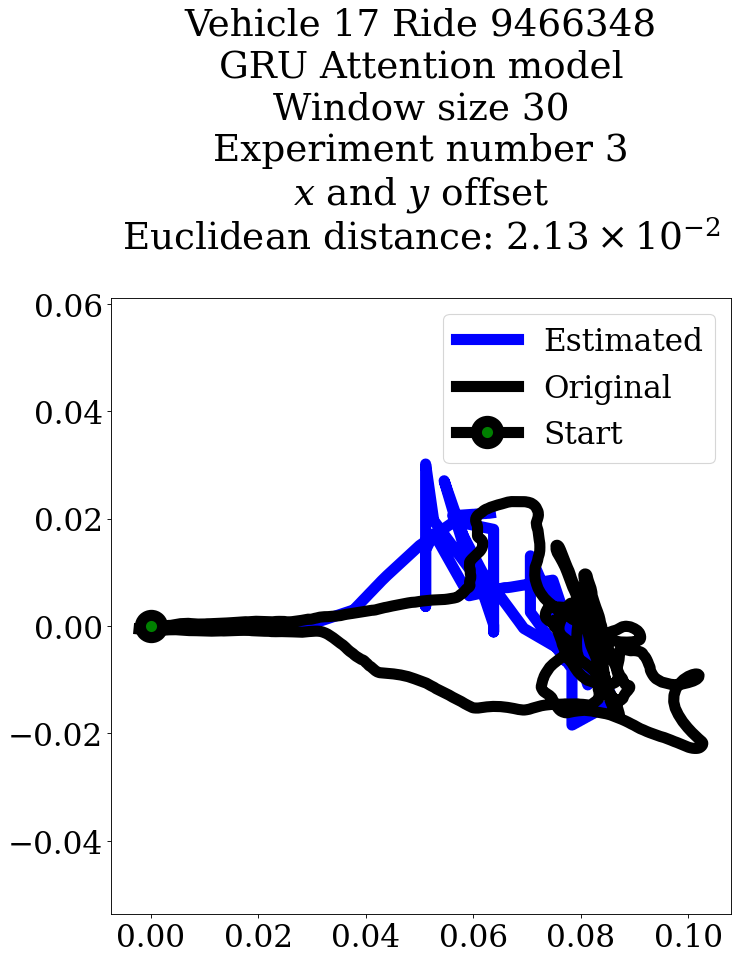 Vehicle 17 Ride 9466348
GRU Attention model
Window size 30
Experiment number 3
x and y offset
Euclidean distance: 2.13 × 10⁻²
0.06
0.04
0.02
0.00
−0.02
−0.04
Estimated
Original
Start
0.00 0.02 0.04 0.06 0.08 0.10